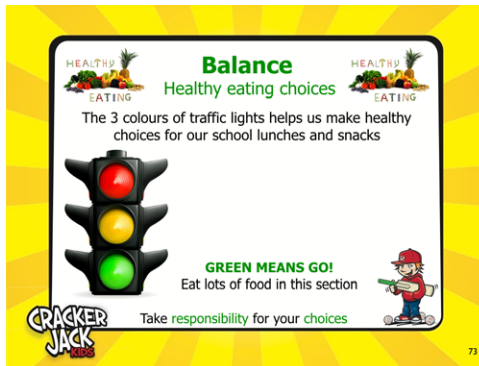 HEALTHY
EATING
Balance
Healthy eating choices
HEALTHY
EATING
The 3 colours of traffic lights helps us make healthy
choices for our school lunches and snacks
GREEN MEANS GO!
Eat lots of food in this section
Take responsibility for your choices
CRACKER
JACK
KIDS
73